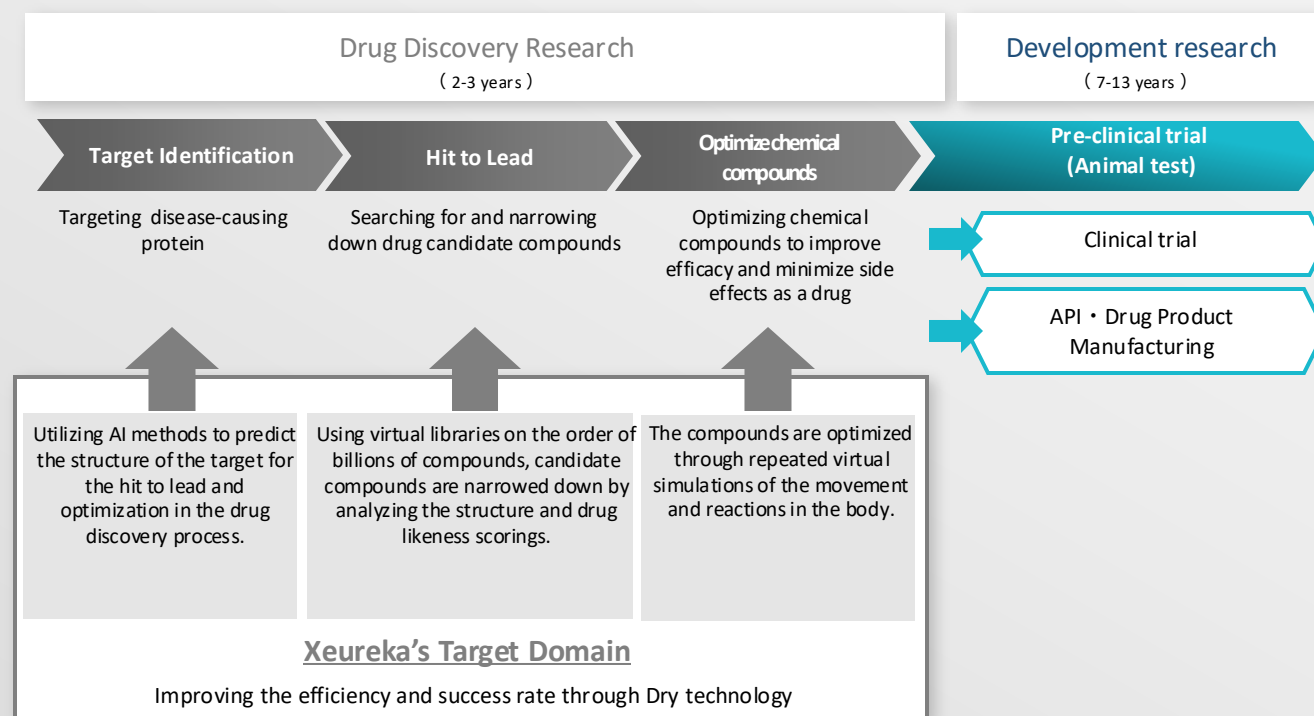 Drug Discovery Research
( 2-3 years )
Development research
( 7-13 years )
Target Identification
Hit to Lead
Optimize chemical
compounds
Pre-clinical trial
(Animal test)
Targeting disease-causing
protein
Searching for and narrowing
down drug candidate compounds
Optimizing chemical
compounds to improve
efficacy and minimize side
effects as a drug
Clinical trial
API・Drug Product
Manufacturing
Utilizing AI methods to predict
the structure of the target for
the hit to lead and
optimization in the drug
discovery process.
Using virtual libraries on the order of
billions of compounds, candidate
compounds are narrowed down by
analyzing the structure and drug
likeness scorings.
The compounds are optimized
through repeated virtual
simulations of the movement
and reactions in the body.
Xeureka’s Target Domain
Improving the efficiency and success rate through Dry technology